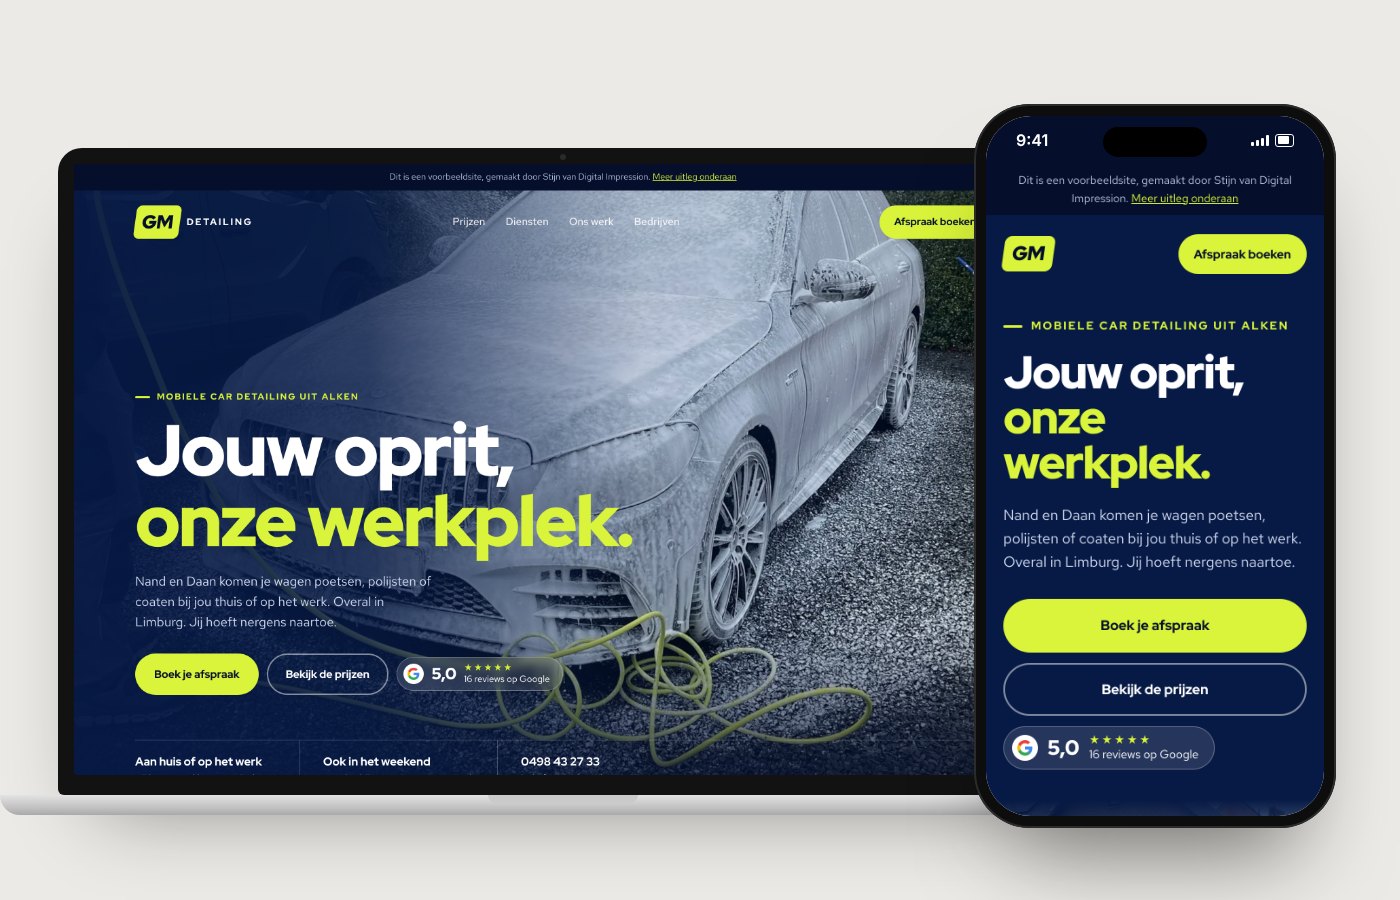 Dit is een voorbeeldsite, gemaakt door Stijn van Digital Impression. Meer uitleg onderaan
GM DETAILING
Prijzen Diensten Ons werk Bedrijven
Afspraak boeken
MOBIELE CAR DETAILING UIT ALKEN
Jouw oprit,
onze werkplek.
Nand en Daan komen je wagen poetsen, polijsten of
coaten bij jou thuis of op het werk. Overal in
Limburg. Jij hoeft nergens naartoe.
Boek je afspraak
Bekijk de prijzen
5,0 ★★★★★
16 reviews op Google
Aan huis of op het werk
Ook in het weekend
0498 43 27 33
9:41
Dit is een voorbeeldsite, gemaakt door Stijn van Digital
Impression. Meer uitleg onderaan
GM
Afspraak boeken
MOBIELE CAR DETAILING UIT ALKEN
Jouw oprit,
onze
werkplek.
Nand en Daan komen je wagen poetsen,
polijsten of coaten bij jou thuis of op het werk.
Overal in Limburg. Jij hoeft nergens naartoe.
Boek je afspraak
Bekijk de prijzen
5,0 ★★★★★
16 reviews op Google